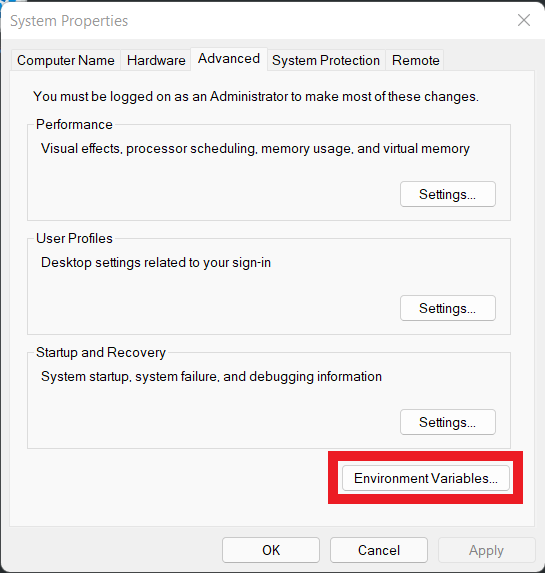 System Properties
Computer Name Hardware Advanced System Protection Remote
You must be logged on as an Administrator to make most of these changes.
Performance
Visual effects, processor scheduling, memory usage, and virtual memory
Settings...
User Profiles
Desktop settings related to your sign-in
Settings...
Startup and Recovery
System startup, system failure, and debugging information
Settings...
Environment Variables...
OK Cancel Apply